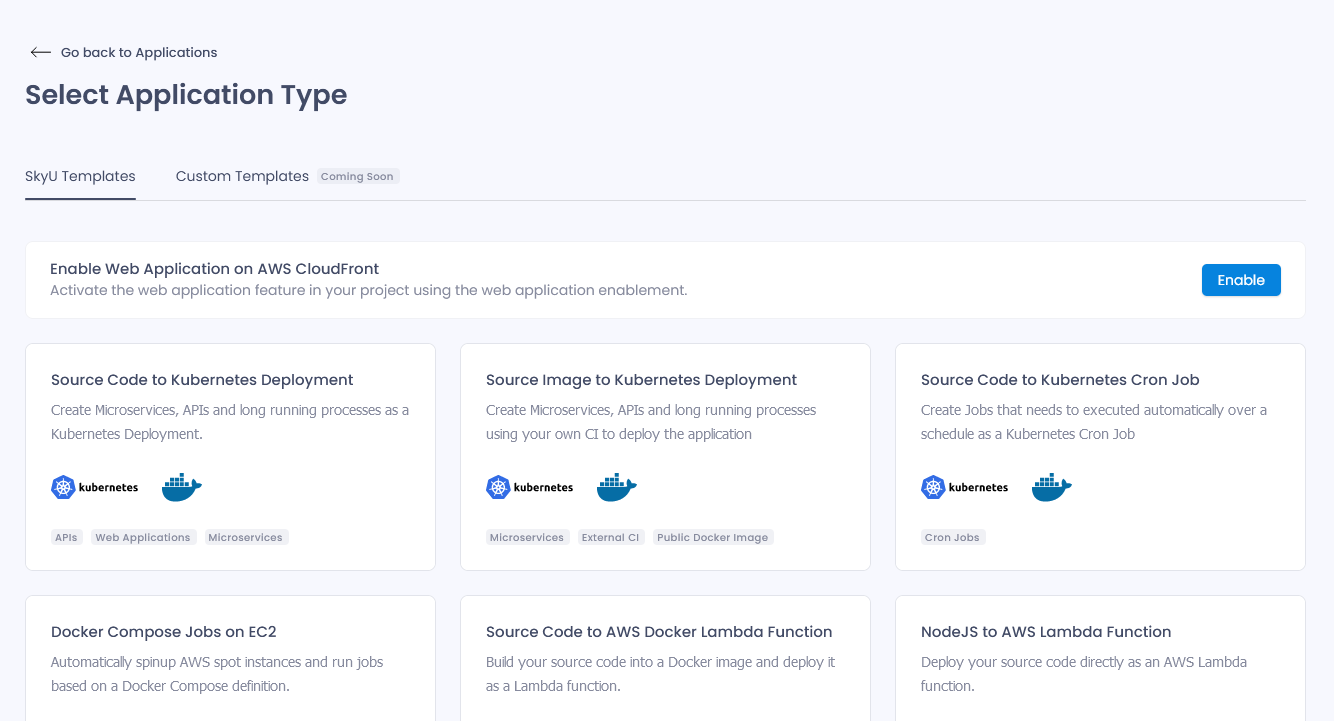 Go back to Applications
Select Application Type
SkyU Templates Custom Templates Coming Soon
Enable Web Application on AWS CloudFront
Activate the web application feature in your project using the web application enablement.
Enable
Source Code to Kubernetes Deployment
Create Microservices, APIs and long running processes as a
Kubernetes Deployment.
kubernetes
APIs Web Applications Microservices
Source Image to Kubernetes Deployment
Create Microservices, APIs and long running processes
using your own CI to deploy the application
kubernetes
Microservices External CI Public Docker Image
Source Code to Kubernetes Cron Job
Create Jobs that needs to executed automatically over a
schedule as a Kubernetes Cron Job
kubernetes
Cron Jobs
Docker Compose Jobs on EC2
Automatically spinup AWS spot instances and run jobs
based on a Docker Compose definition.
Source Code to AWS Docker Lambda Function
Build your source code into a Docker image and deploy it
as a Lambda function.
NodeJS to AWS Lambda Function
Deploy your source code directly as an AWS Lambda
function.